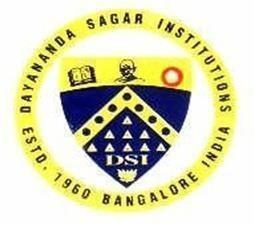 DAYANANDA SAGAR INSTITUTIONS
ESTD. 1960 BANGALORE INDIA
DSI